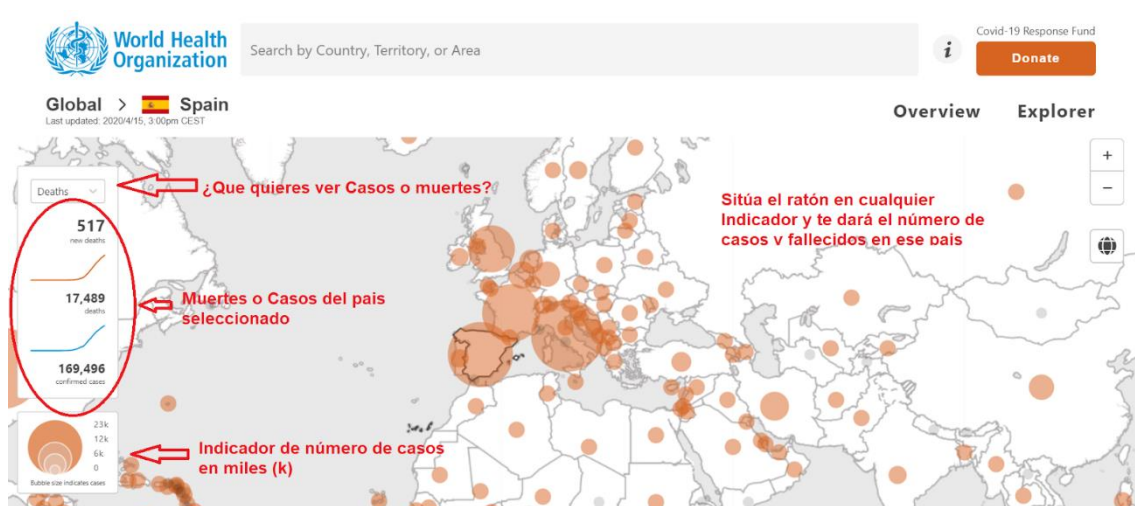 World Health
Organization
Search by Country, Territory, or Area
i
Covid-19 Response Fund
Donate
Global > Spain
Last updated: 2020/4/15, 3:00pm CEST
Overview Explorer
+
−
Deaths
¿Que quieres ver Casos o muertes?
Sitúa el ratón en cualquier
Indicador y te dará el número de
casos y fallecidos en ese pais
517
new deaths
17,489
deaths
Muertes o Casos del pais
seleccionado
169,496
confirmed cases
23k
12k
6k
0
Bubble size indicates cases
Indicador de número de casos
en miles (k)